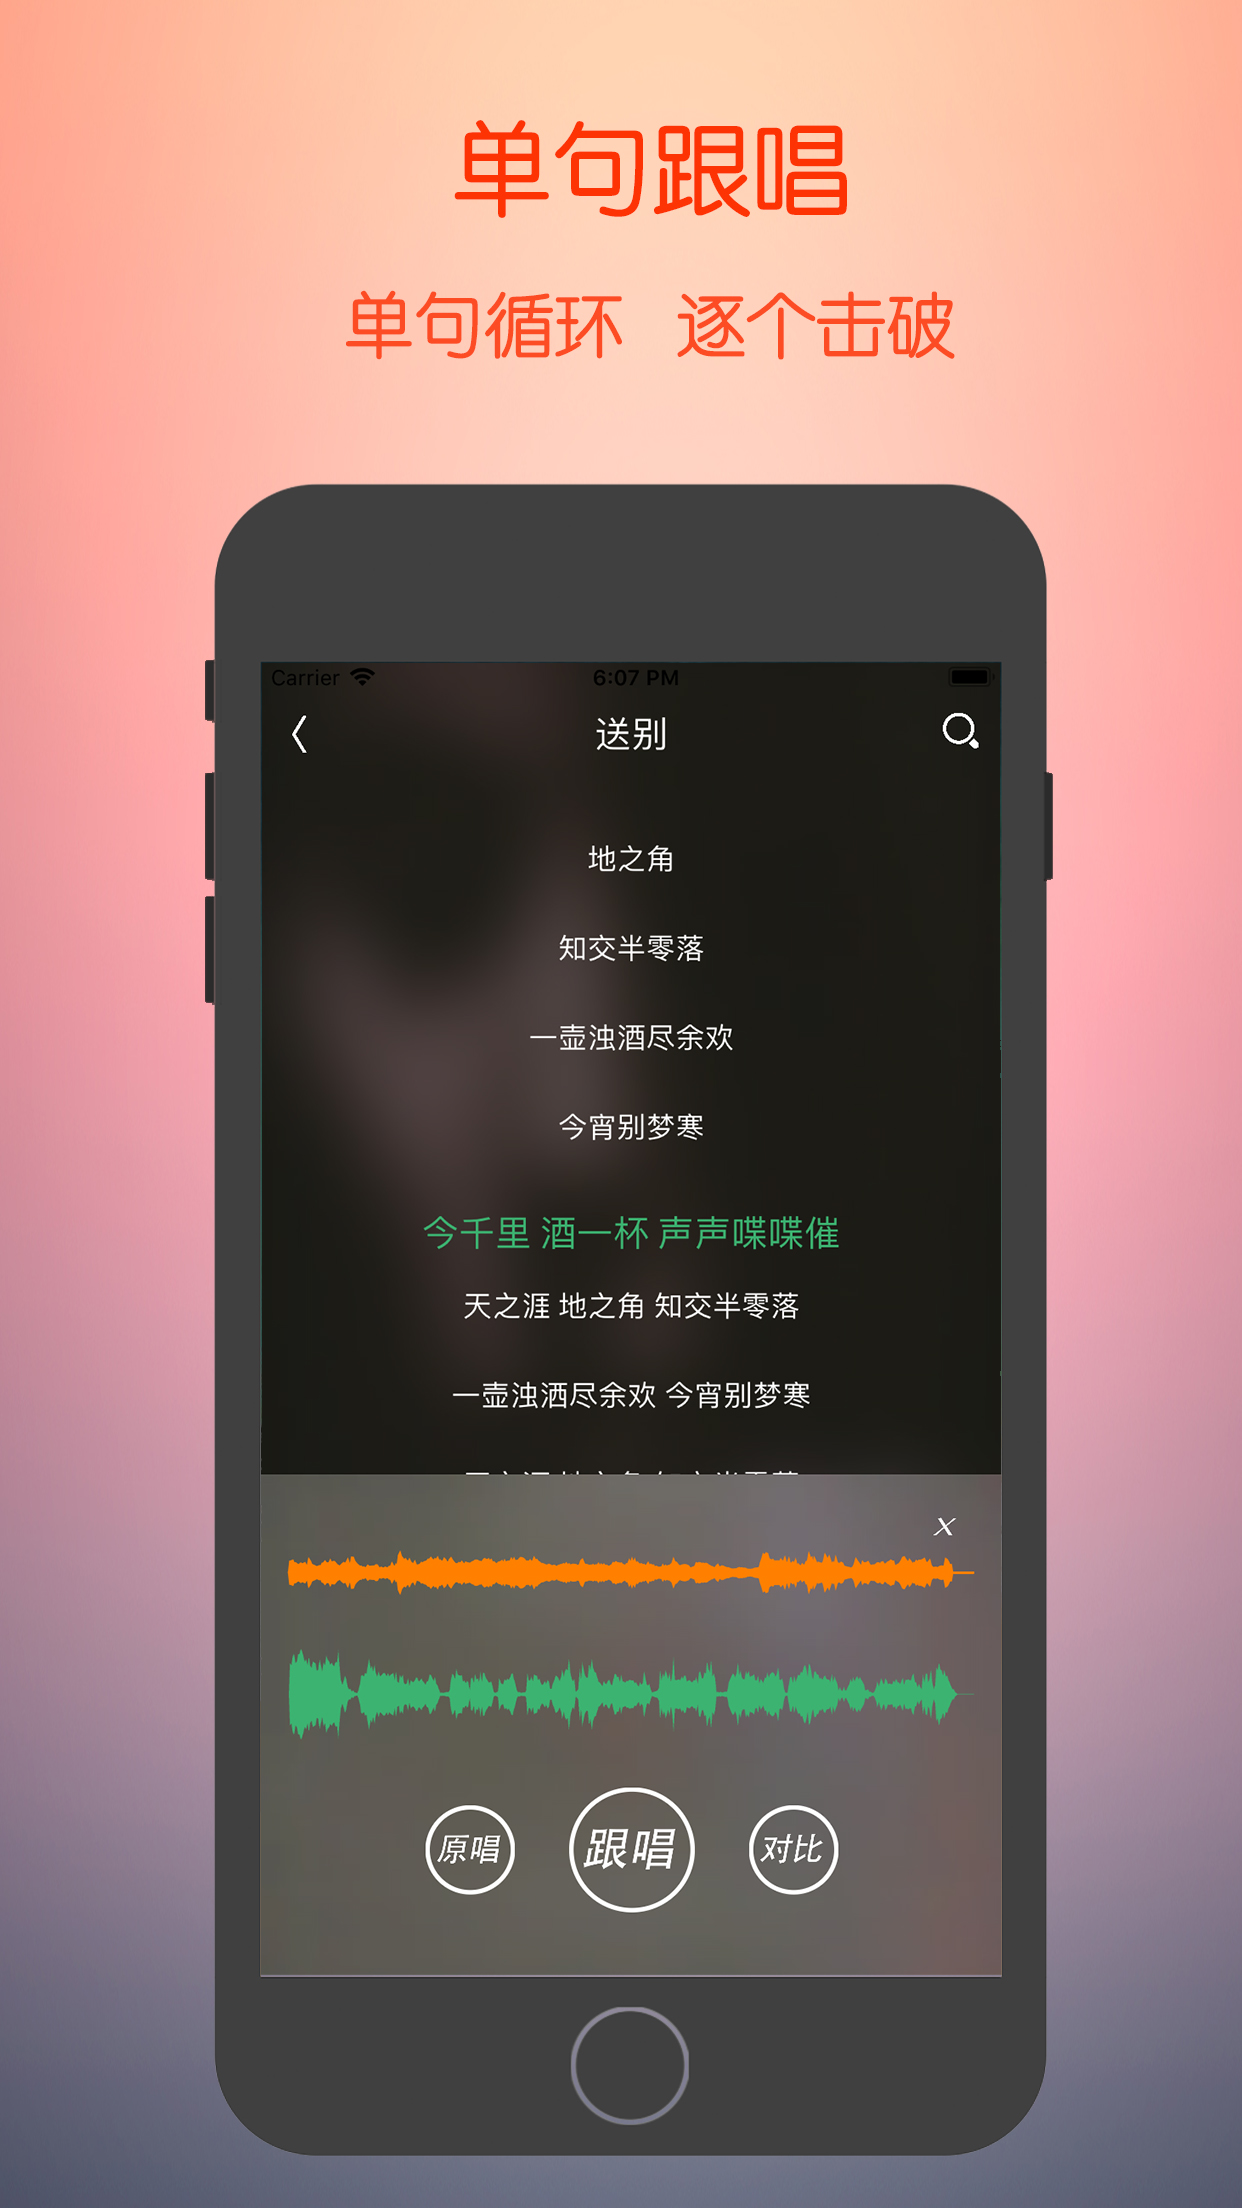 单句跟唱
单句循环 逐个击破
Carrier 6:07 PM
送别
地之角
知交半零落
一壶浊酒尽余欢
今宵别梦寒
今千里 酒一杯 声声喋喋催
天之涯 地之角 知交半零落
一壶浊洒尽余欢 今宵别梦寒
X
原唱 跟唱 对比